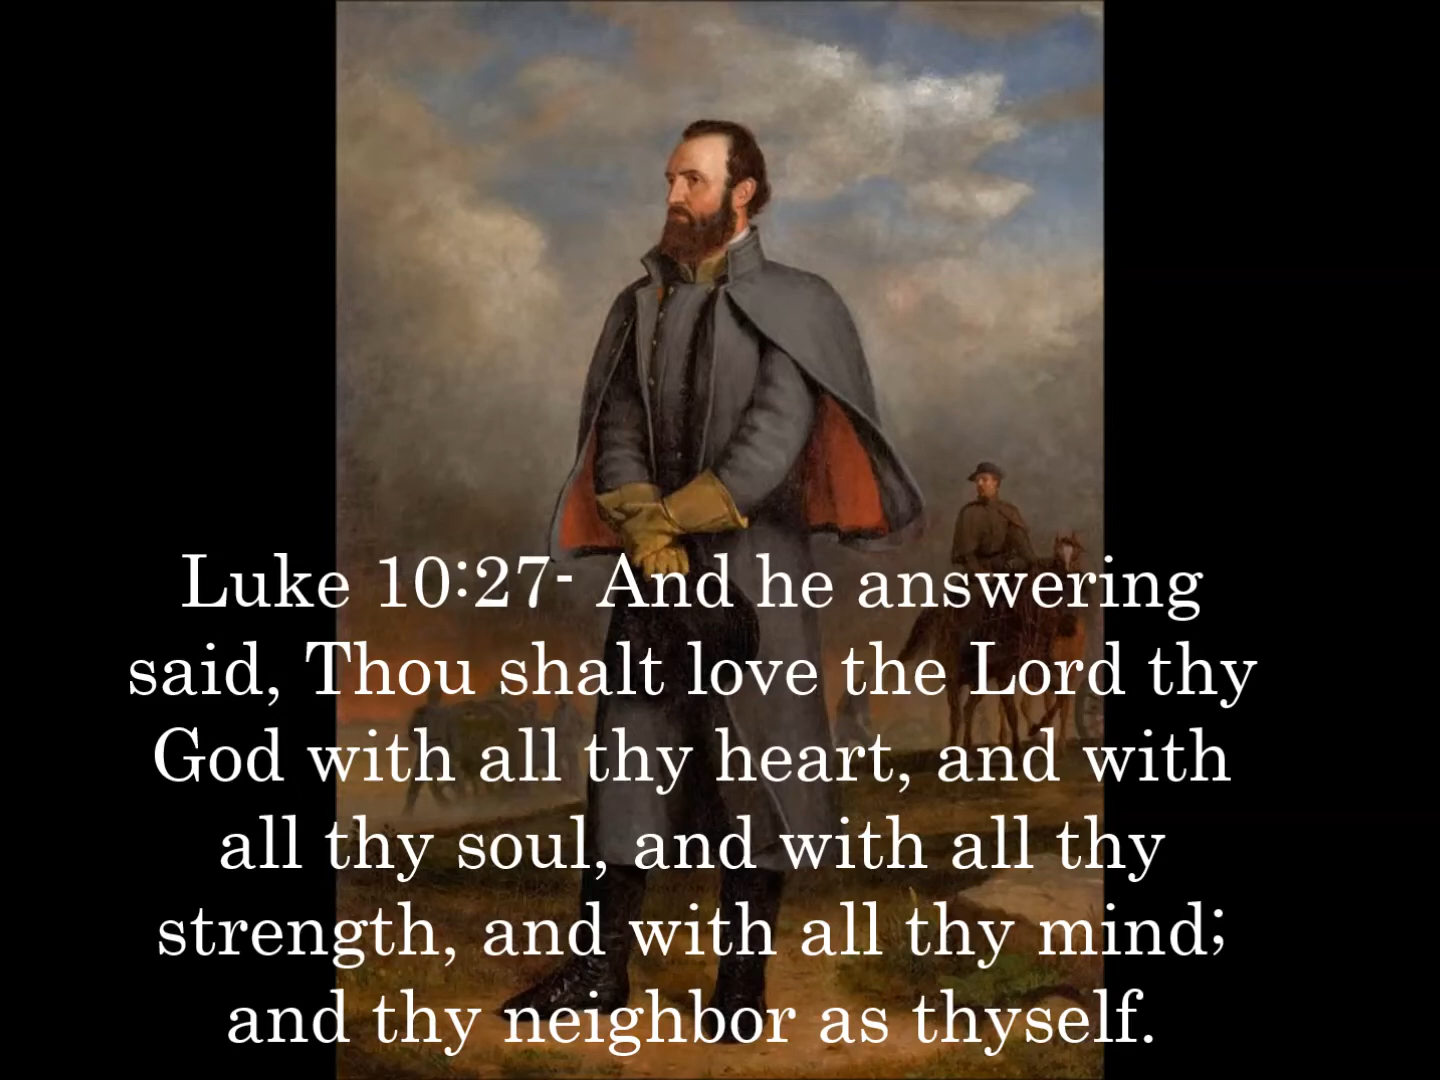 Luke 10:27- And he answering
said, Thou shalt love the Lord thy
God with all thy heart, and with
all thy soul, and with all thy
strength, and with all thy mind;
and thy neighbor as thyself.